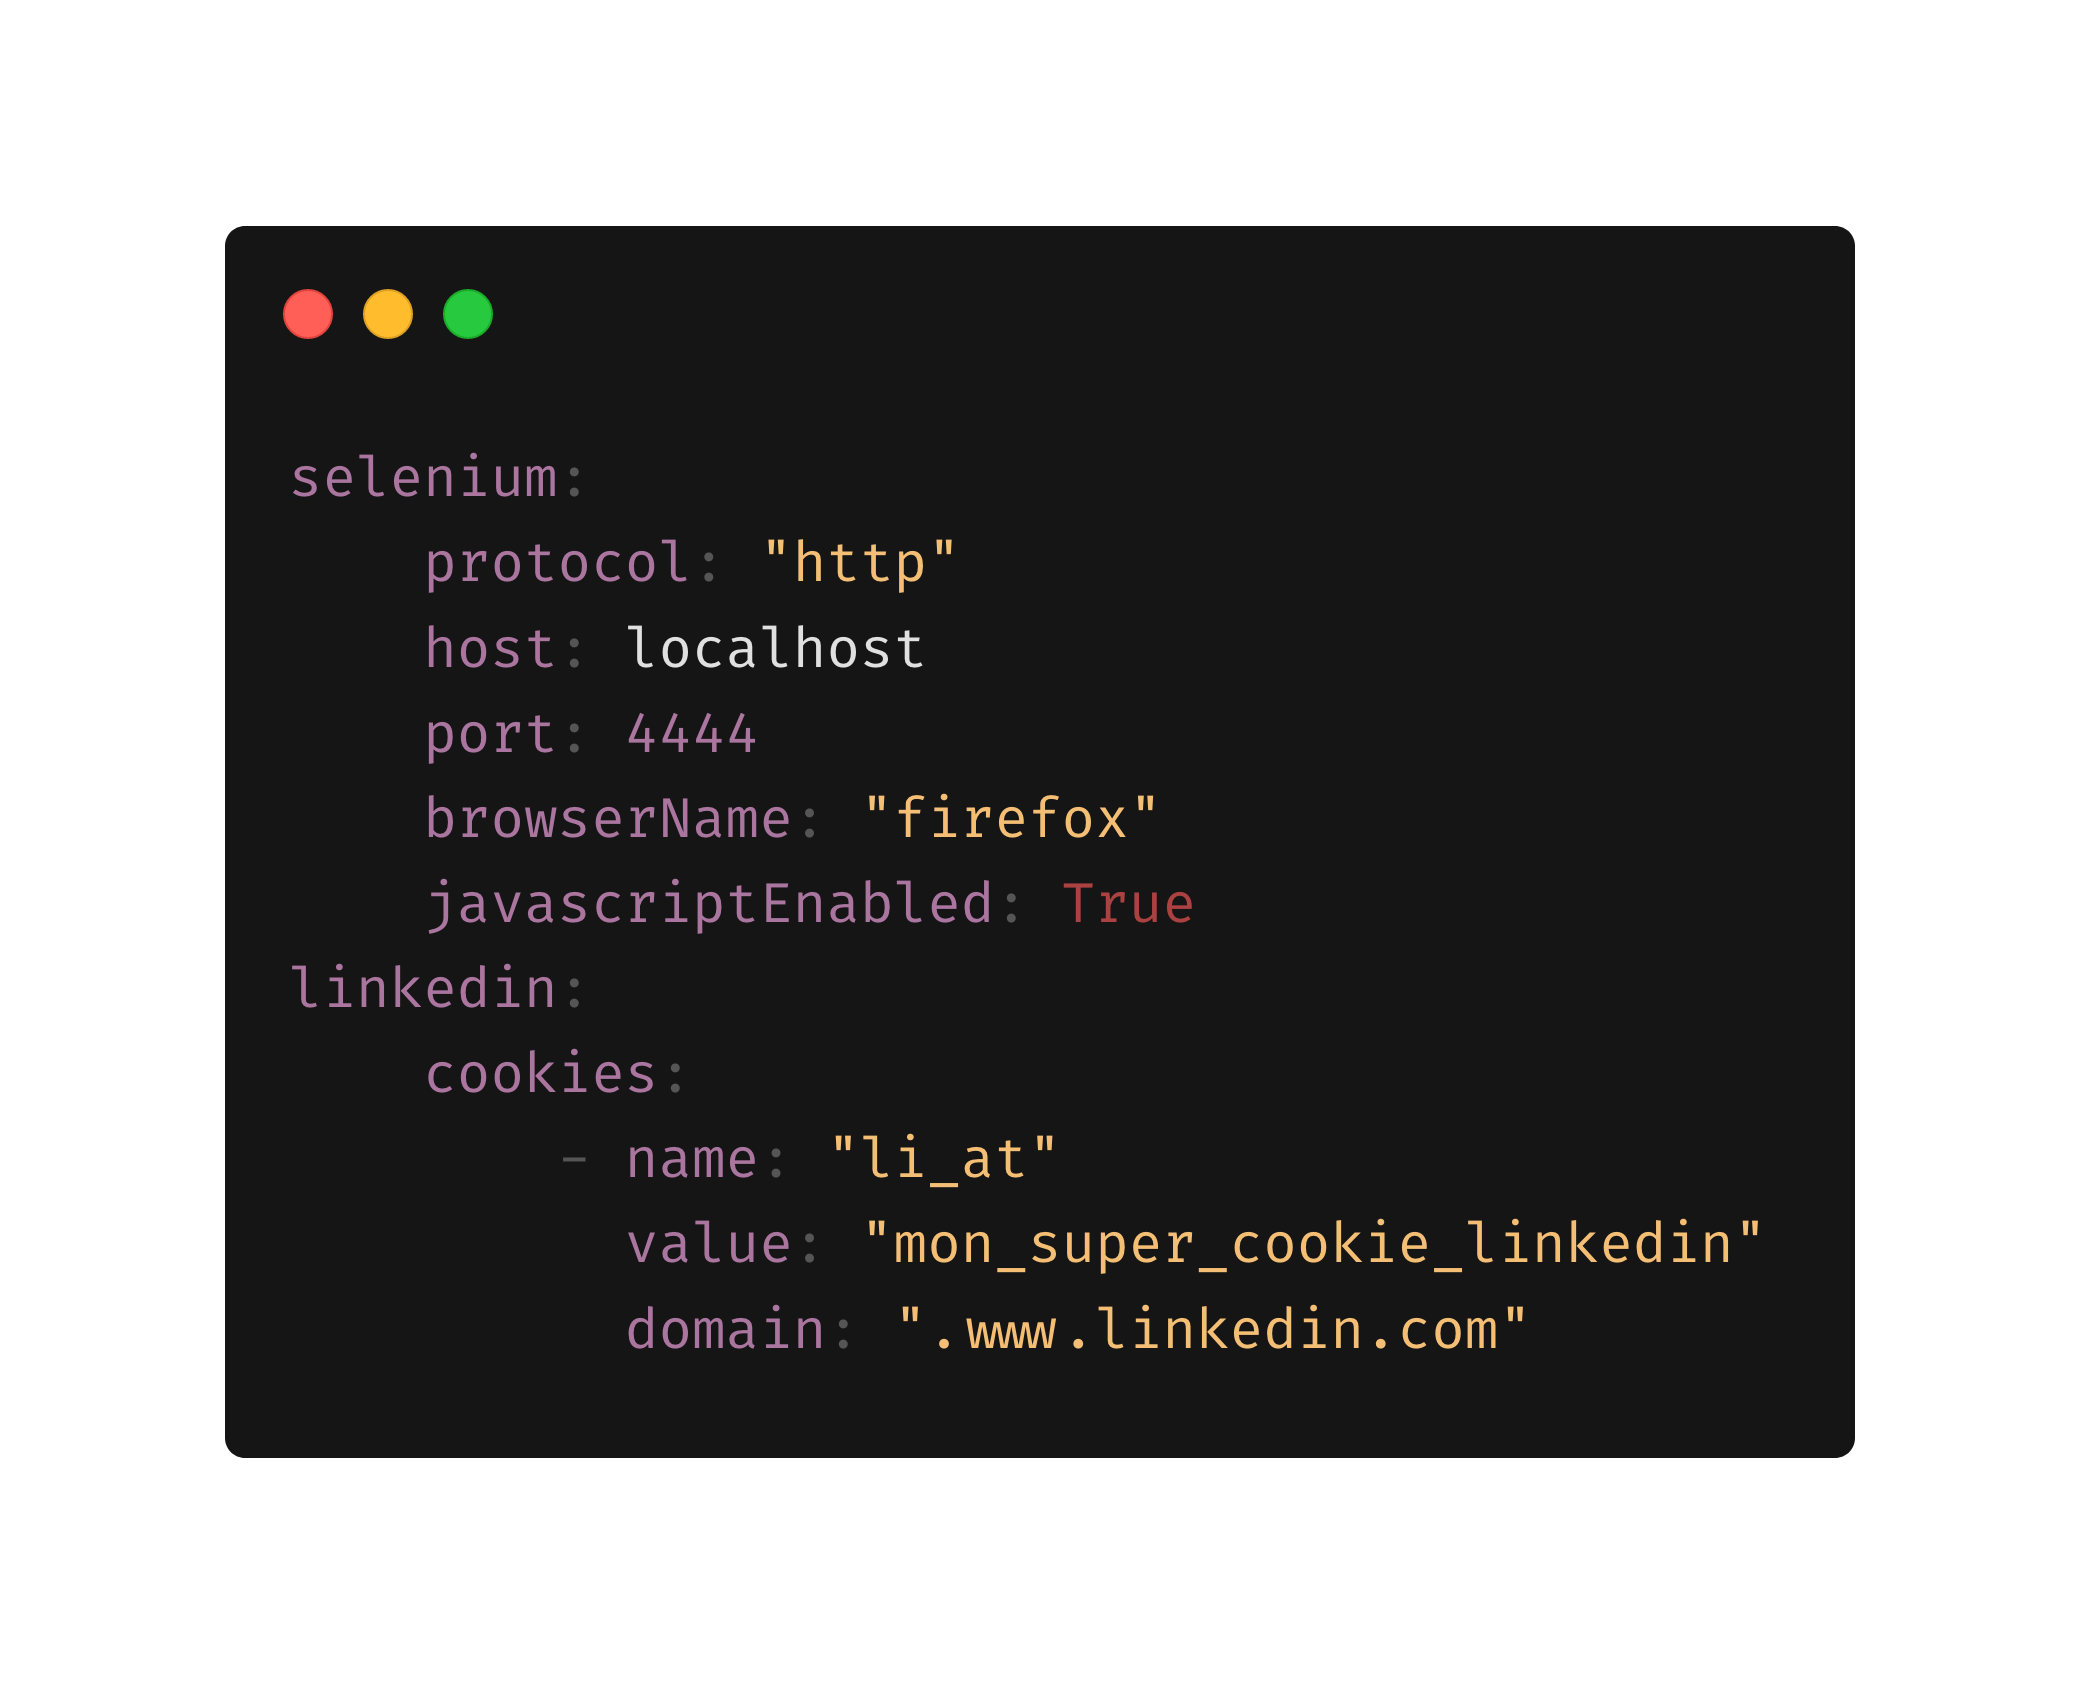 selenium:
    protocol: "http"
    host: localhost
    port: 4444
    browserName: "firefox"
    javascriptEnabled: True
linkedin:
    cookies:
        - name: "li_at"
          value: "mon_super_cookie_linkedin"
          domain: ".www.linkedin.com"